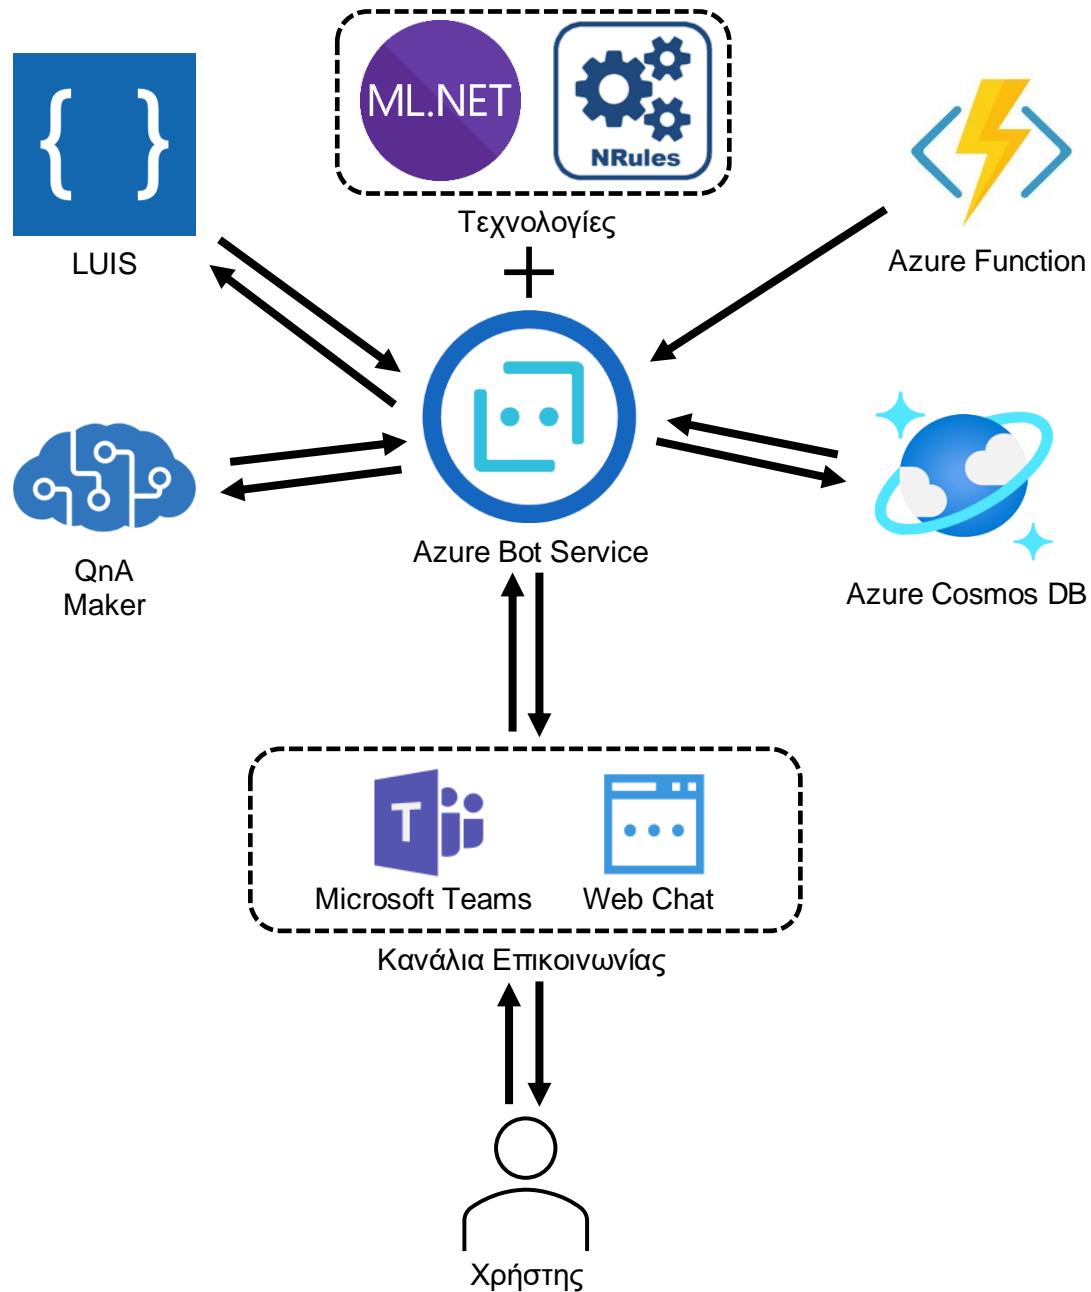 ML.NET
NRules
Τεχνολογίες
LUIS
Azure Function
Azure Bot Service
QnA
Maker
Azure Cosmos DB
T
Microsoft Teams
Web Chat
Κανάλια Επικοινωνίας
Χρήστης